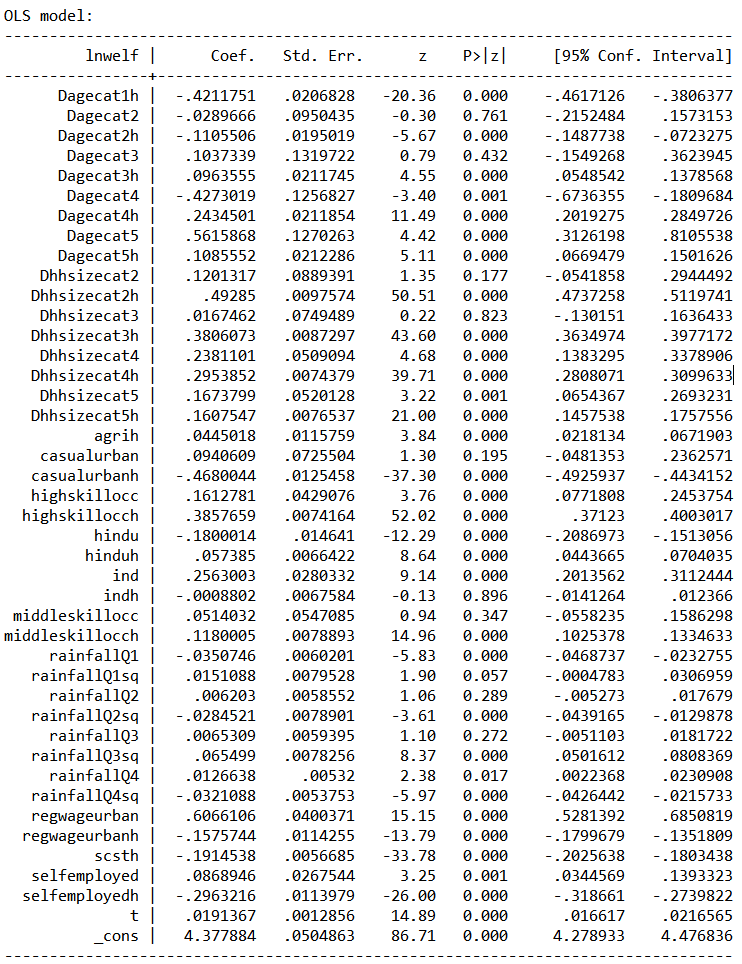 OLS model:
------------------------------------------------------------------------------
lnwelf | Coef. Std. Err. z P>|z| [95% Conf. Interval]
---------------+--------------------------------------------------------------
Dagecat1h | -.4211751 .0206828 -20.36 0.000 -.4617126 -.3806377
Dagecat2 | -.0289666 .0950435 -0.30 0.761 -.2152484 .1573153
Dagecat2h | -.1105506 .0195019 -5.67 0.000 -.1487738 -.0723275
Dagecat3 | .1037339 .1319722 0.79 0.432 -.1549268 .3623945
Dagecat3h | .0963555 .0211745 4.55 0.000 .0548542 .1378568
Dagecat4 | -.4273019 .1256827 -3.40 0.001 -.6736355 -.1809684
Dagecat4h | .2434501 .0211854 11.49 0.000 .2019275 .2849726
Dagecat5 | .5615868 .1270263 4.42 0.000 .3126198 .8105538
Dagecat5h | .1085552 .0212286 5.11 0.000 .0669479 .1501626
Dhhsizecat2 | .1201317 .0889391 1.35 0.177 -.0541858 .2944492
Dhhsizecat2h | .49285 .0097574 50.51 0.000 .4737258 .5119741
Dhhsizecat3 | .0167462 .0749489 0.22 0.823 -.130151 .1636433
Dhhsizecat3h | .3806073 .0087297 43.60 0.000 .3634974 .3977172
Dhhsizecat4 | .2381101 .0509094 4.68 0.000 .1383295 .3378906
Dhhsizecat4h | .2953852 .0074379 39.71 0.000 .2808071 .3099633
Dhhsizecat5 | .1673799 .0520128 3.22 0.001 .0654367 .2693231
Dhhsizecat5h | .1607547 .0076537 21.00 0.000 .1457538 .1757556
agrih | .0445018 .0115759 3.84 0.000 .0218134 .0671903
casualurban | .0940609 .0725504 1.30 0.195 -.0481353 .2362571
casualurbanh | -.4680044 .0125458 -37.30 0.000 -.4925937 -.4434152
highskillocc | .1612781 .0429076 3.76 0.000 .0771808 .2453754
highskillocch | .3857659 .0074164 52.02 0.000 .37123 .4003017
hindu | -.1800014 .014641 -12.29 0.000 -.2086973 -.1513056
hinduh | .057385 .0066422 8.64 0.000 .0443665 .0704035
ind | .2563003 .0280332 9.14 0.000 .2013562 .3112444
indh | -.0008802 .0067584 -0.13 0.896 -.0141264 .012366
middleskillocc | .0514032 .0547085 0.94 0.347 -.0558235 .1586298
middleskillocch | .1180005 .0078893 14.96 0.000 .1025378 .1334633
rainfallQ1 | -.0350746 .0060201 -5.83 0.000 -.0468737 -.0232755
rainfallQ1sq | .0151088 .0079528 1.90 0.057 -.0004783 .0306959
rainfallQ2 | .006203 .0058552 1.06 0.289 -.005273 .017679
rainfallQ2sq | -.0284521 .0078901 -3.61 0.000 -.0439165 -.0129878
rainfallQ3 | .0065309 .0059395 1.10 0.272 -.0051103 .0181722
rainfallQ3sq | .065499 .0078256 8.37 0.000 .0501612 .0808369
rainfallQ4 | .0126638 .00532 2.38 0.017 .0022368 .0230908
rainfallQ4sq | -.0321088 .0053753 -5.97 0.000 -.0426442 -.0215733
regwageurban | .6066106 .0400371 15.15 0.000 .5281392 .6850819
regwageurbanh | -.1575744 .0114255 -13.79 0.000 -.1799679 -.1351809
scsth | -.1914538 .0056685 -33.78 0.000 -.2025638 -.1803438
selfemployed | .0868946 .0267544 3.25 0.001 .0344569 .1393323
selfemployedh | -.2963216 .0113979 -26.00 0.000 -.318661 -.2739822
t | .0191367 .0012856 14.89 0.000 .016617 .0216565
_cons | 4.377884 .0504863 86.71 0.000 4.278933 4.476836
------------------------------------------------------------------------------